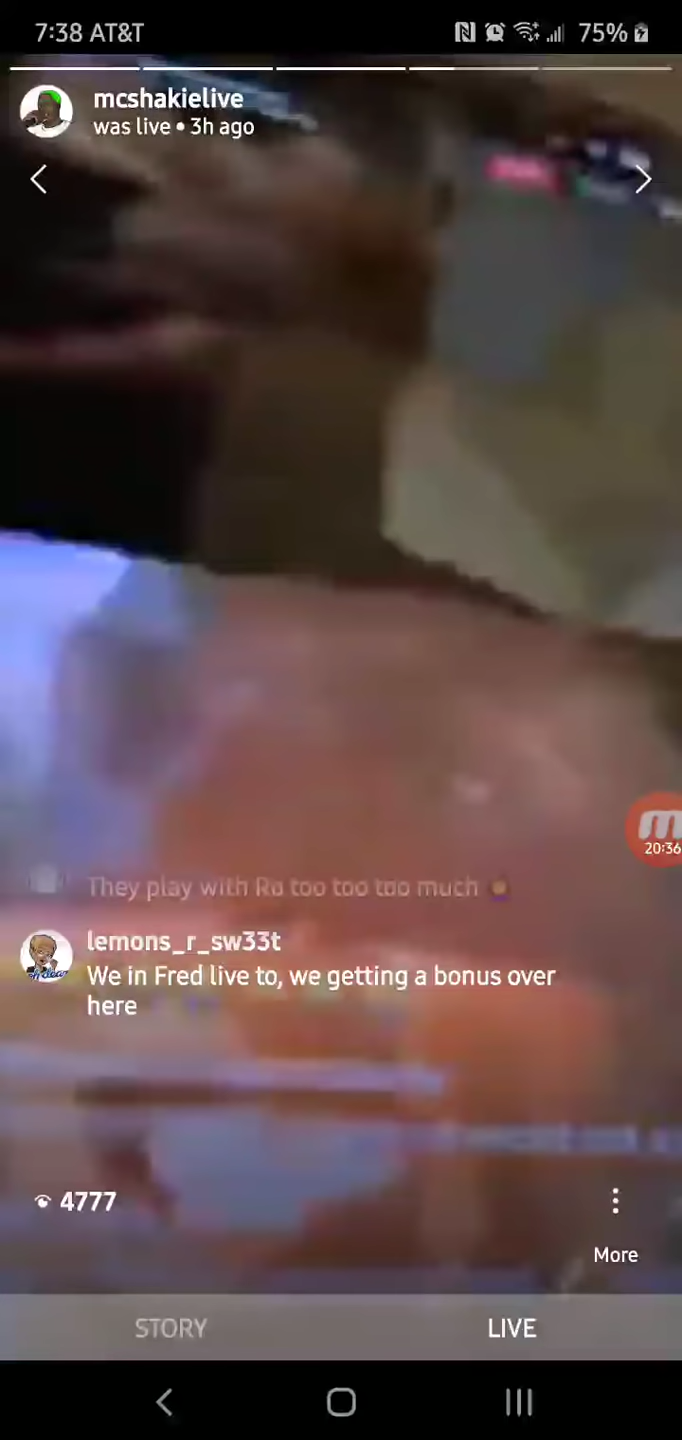 7:38 AT&T
75%
mcshakielive
was live • 3h ago
They play with Ra too too too much
lemons_r_sw33t
We in Fred live to, we getting a bonus over
here
20:36
4777
More
STORY
LIVE